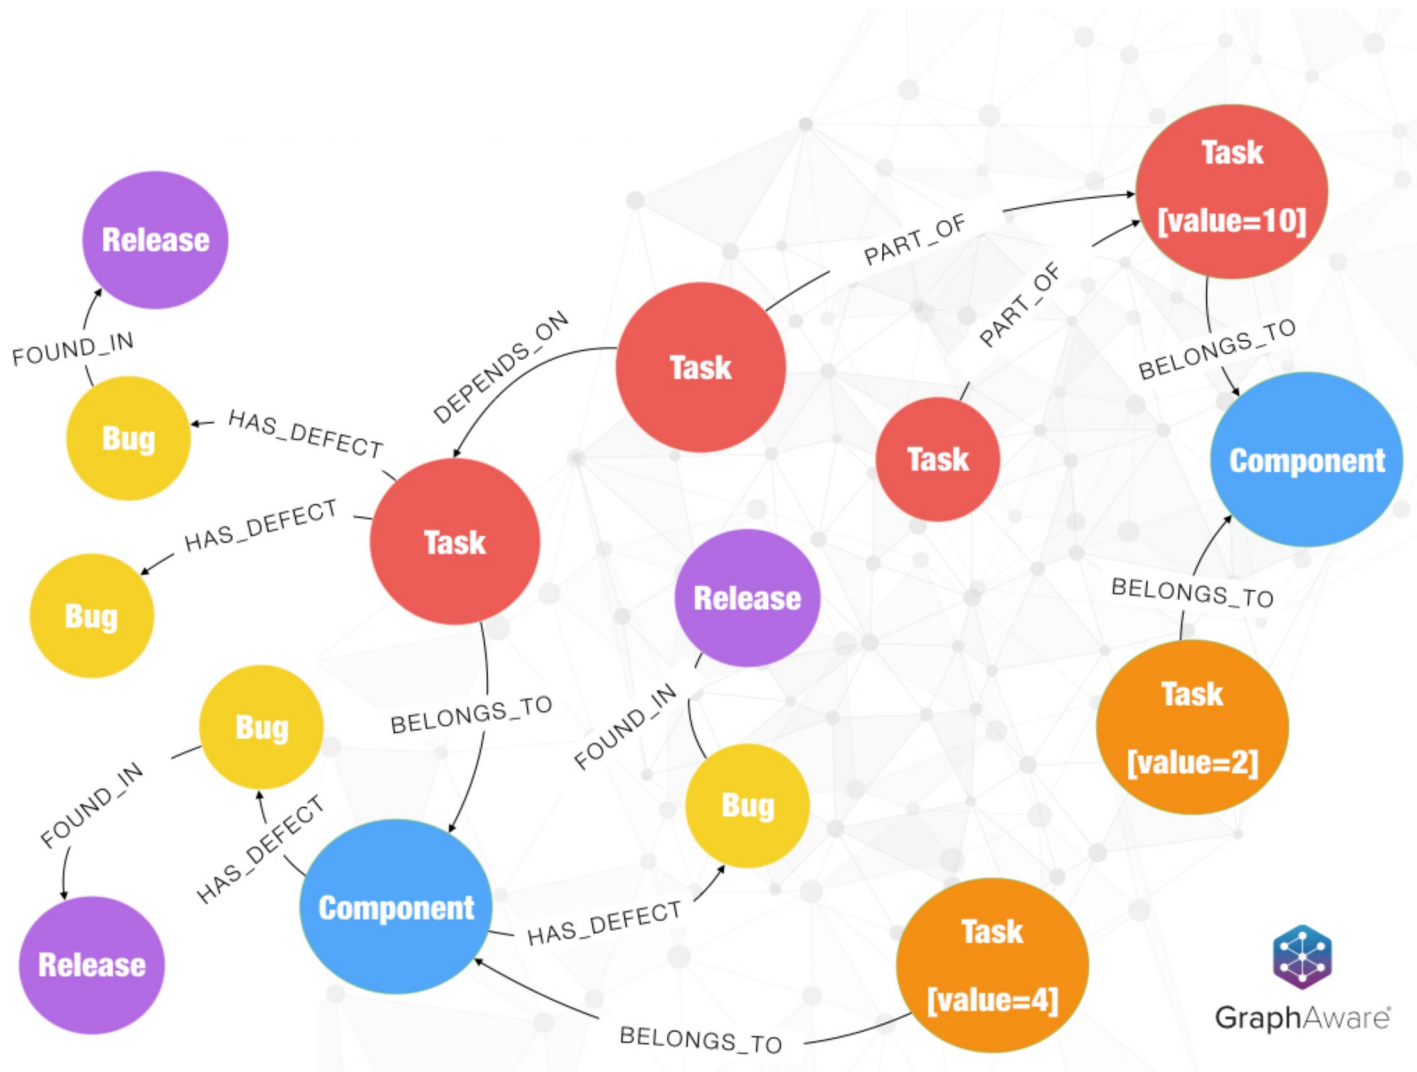 Task
[value=10]
Release
PART_OF
PART_OF
FOUND_IN
DEPENDS_ON
BELONGS_TO
Task
Bug
HAS_DEFECT
Task
Component
HAS_DEFECT
Task
Bug
Release
BELONGS_TO
FOUND_IN
BELONGS_TO
Task
[value=2]
Bug
FOUND_IN
HAS_DEFECT
Bug
Component
HAS_DEFECT
Task
[value=4]
Release
BELONGS_TO
GraphAware®